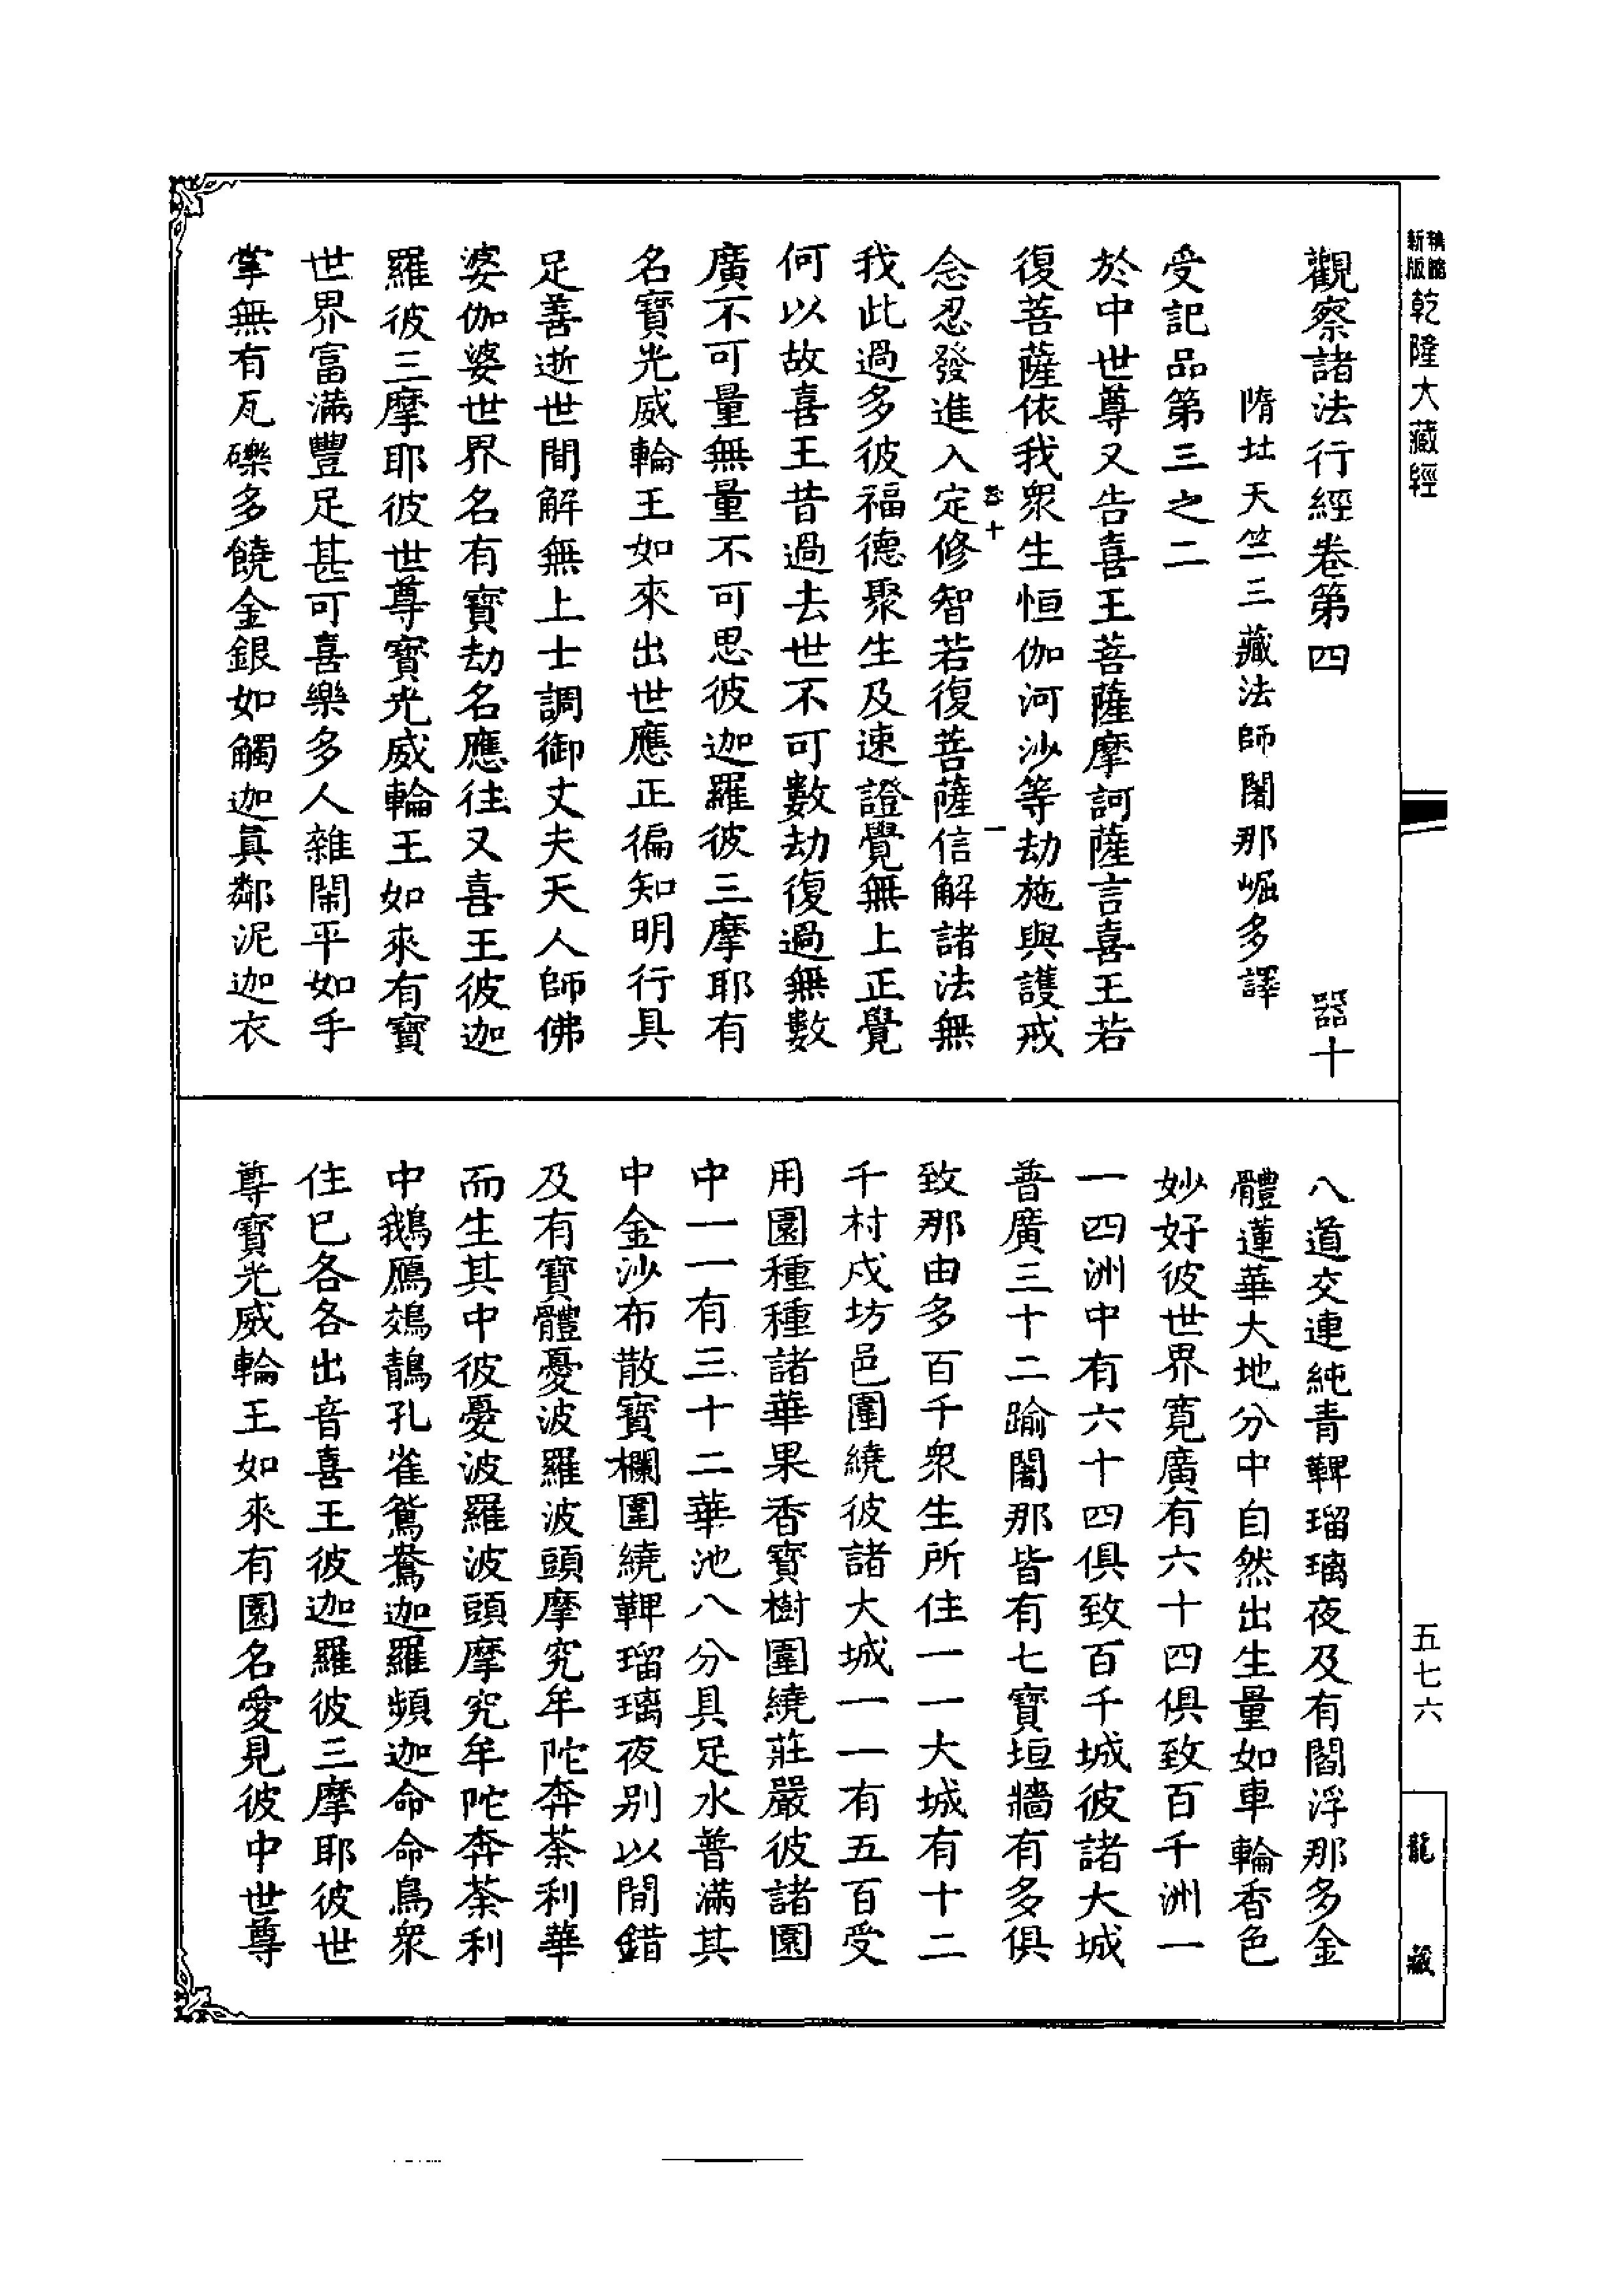 觀察諸法行經卷第四 器十
隋北天竺三藏法師闍那崛多譯
受記品第三之二
於中世尊又告喜王菩薩摩訶薩言喜王若
復菩薩依我衆生恒伽河沙等劫施與護戒
器十 一
念忍發進入定修智若復菩薩信解諸法無
我此過多彼福德聚生及速證覺無上正覺
何以故喜王昔過去世不可數劫復過無數
廣不可量無量不可思彼迦羅彼三摩耶有
名寶光威輪王如來出世應正徧知明行具
足善逝世間解無上士調御丈夫天人師佛
婆伽婆世界名有寶劫名應往又喜王彼迦
羅彼三摩耶彼世尊寶光威輪王如來有寶
世界富滿豐足甚可喜樂多人雜閙平如手
掌無有瓦礫多饒金銀如觸迦眞鄰泥迦衣
八道交連純青鞞瑠璃夜及有閻浮那多金
體蓮華大地分中自然出生量如車輪香色
妙好彼世界寬廣有六十四俱致百千洲一
一四洲中有六十四俱致百千城彼諸大城
普廣三十二踰闍那皆有七寶垣牆有多俱
致那由多百千衆生所住一一大城有十二
千村戍坊邑圍繞彼諸大城一一有五百受
用園種種諸華果香寶樹圍繞莊嚴彼諸園
中一一有三十二華池八分具足水普滿其
中金沙布散寶欄圍繞鞞瑠璃夜別以間錯
及有寶體憂波羅波頭摩究牟陀奔荼利華
而生其中彼憂波羅波頭摩究牟陀奔荼利
中鵝鴈鵁鶄孔雀鴛鴦迦羅頻迦命命鳥衆
住已各各出音喜王彼迦羅彼三摩耶彼世
尊寶光威輪王如來有園名愛見彼中世尊
新版 乾隆大藏經
五七六
龍藏